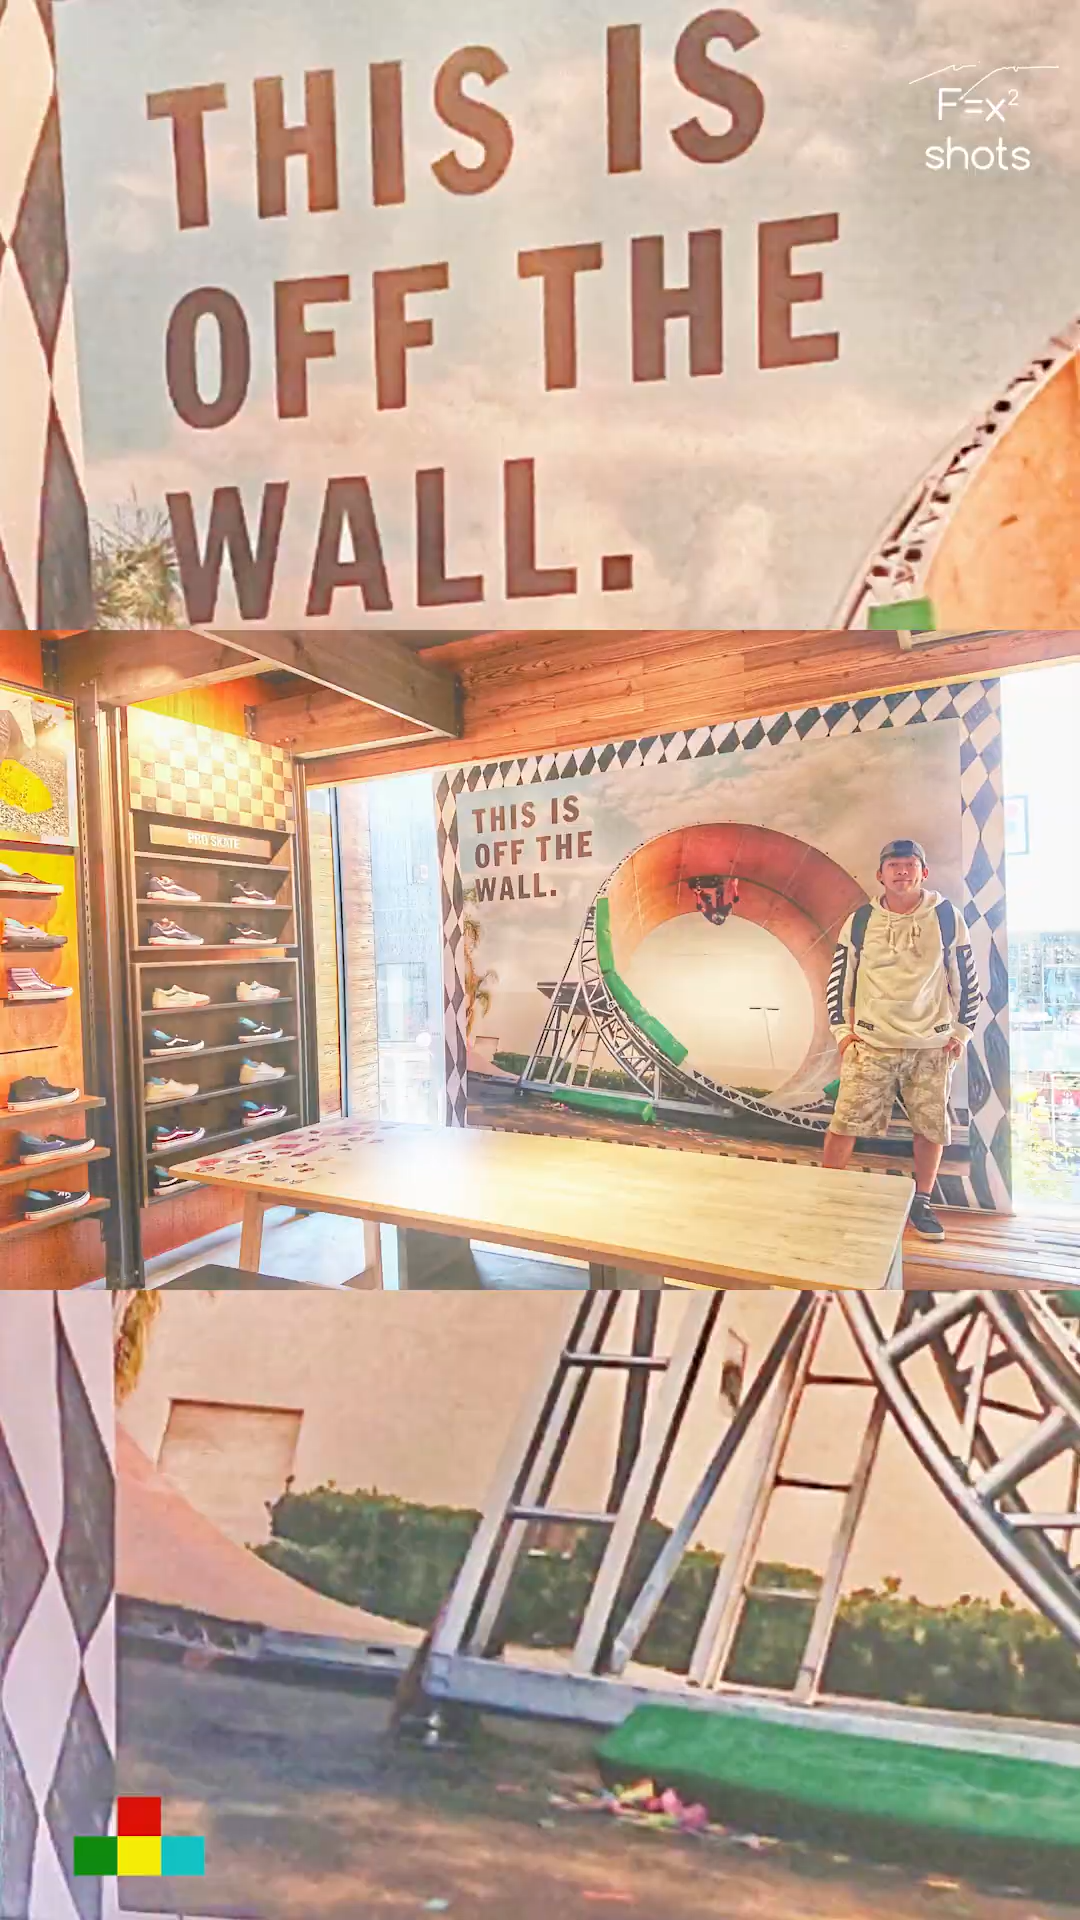 THIS IS
OFF THE
WALL.
F=x²
shots
PRO SKATE
THIS IS
OFF THE
WALL.